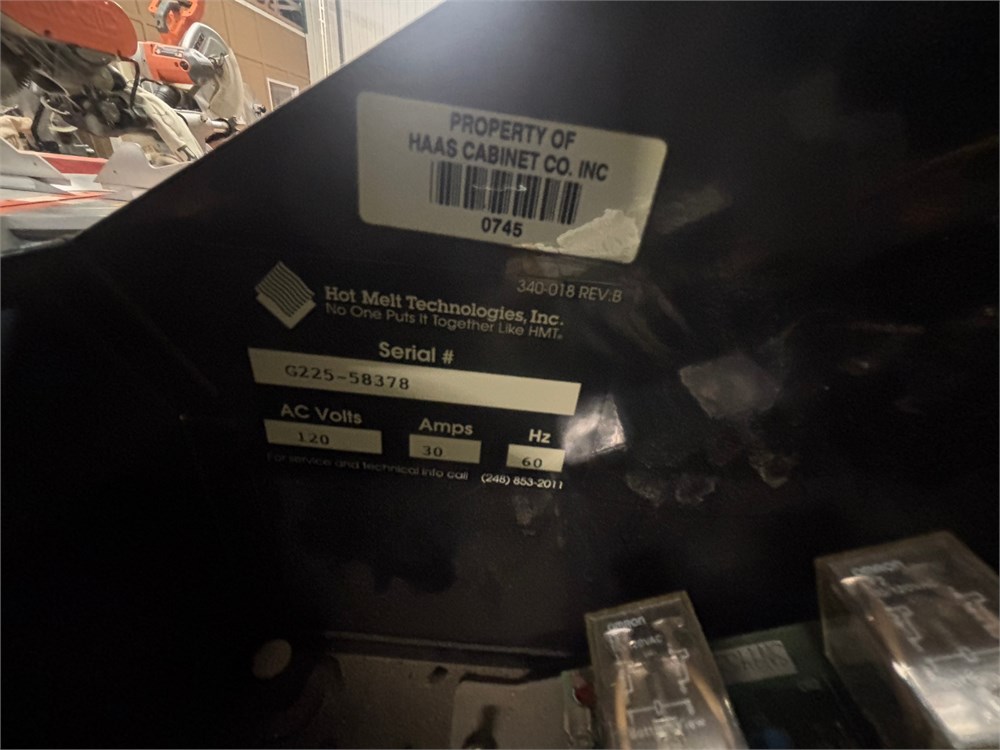 PROPERTY OF
HAAS CABINET CO. INC
0745
340-018 REV:B
Hot Melt Technologies, Inc.
No One Puts It Together Like HMT®
Serial #
G225-58378
AC Volts
Amps
Hz
120
30
60
For service and technical info call (248) 853-2011
omron
omron